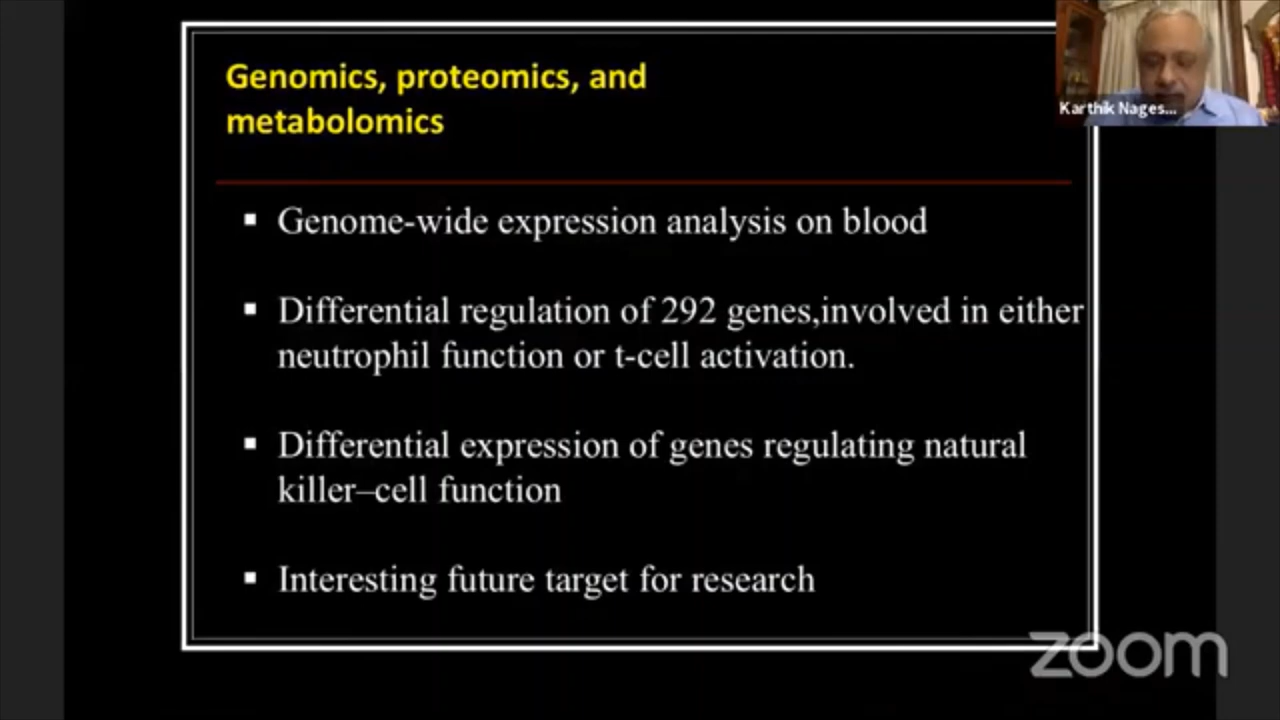 Genomics, proteomics, and
metabolomics
Karthik Nages...
▪ Genome-wide expression analysis on blood
▪ Differential regulation of 292 genes,involved in either
neutrophil function or t-cell activation.
▪ Differential expression of genes regulating natural
killer–cell function
▪ Interesting future target for research
zoom